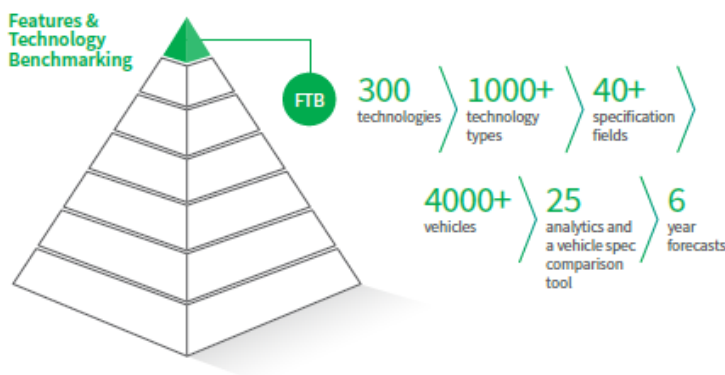 Features &
Technology
Benchmarking
FTB
300
technologies
1000+
technology
types
40+
specification
fields
4000+
vehicles
25
analytics and
a vehicle spec
comparison
tool
6
year
forecasts